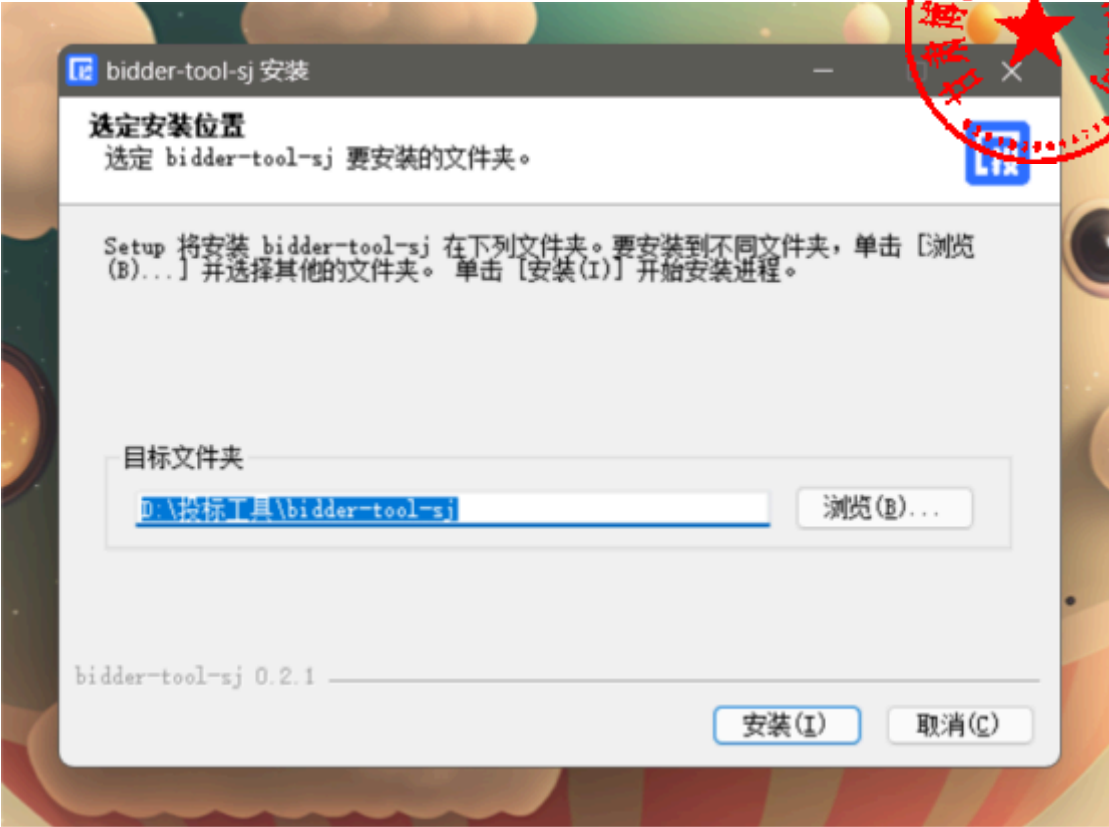 bidder-tool-sj 安装
选定安装位置
选定 bidder-tool-sj 要安装的文件夹。
Setup 将安装 bidder-tool-sj 在下列文件夹。要安装到不同文件夹，单击 [浏览
(B)...] 并选择其他的文件夹。 单击 [安装(I)] 开始安装进程。
目标文件夹
D:\投标工具\bidder-tool-sj
浏览(B)...
bidder-tool-sj 0.2.1
安装(I)
取消(C)